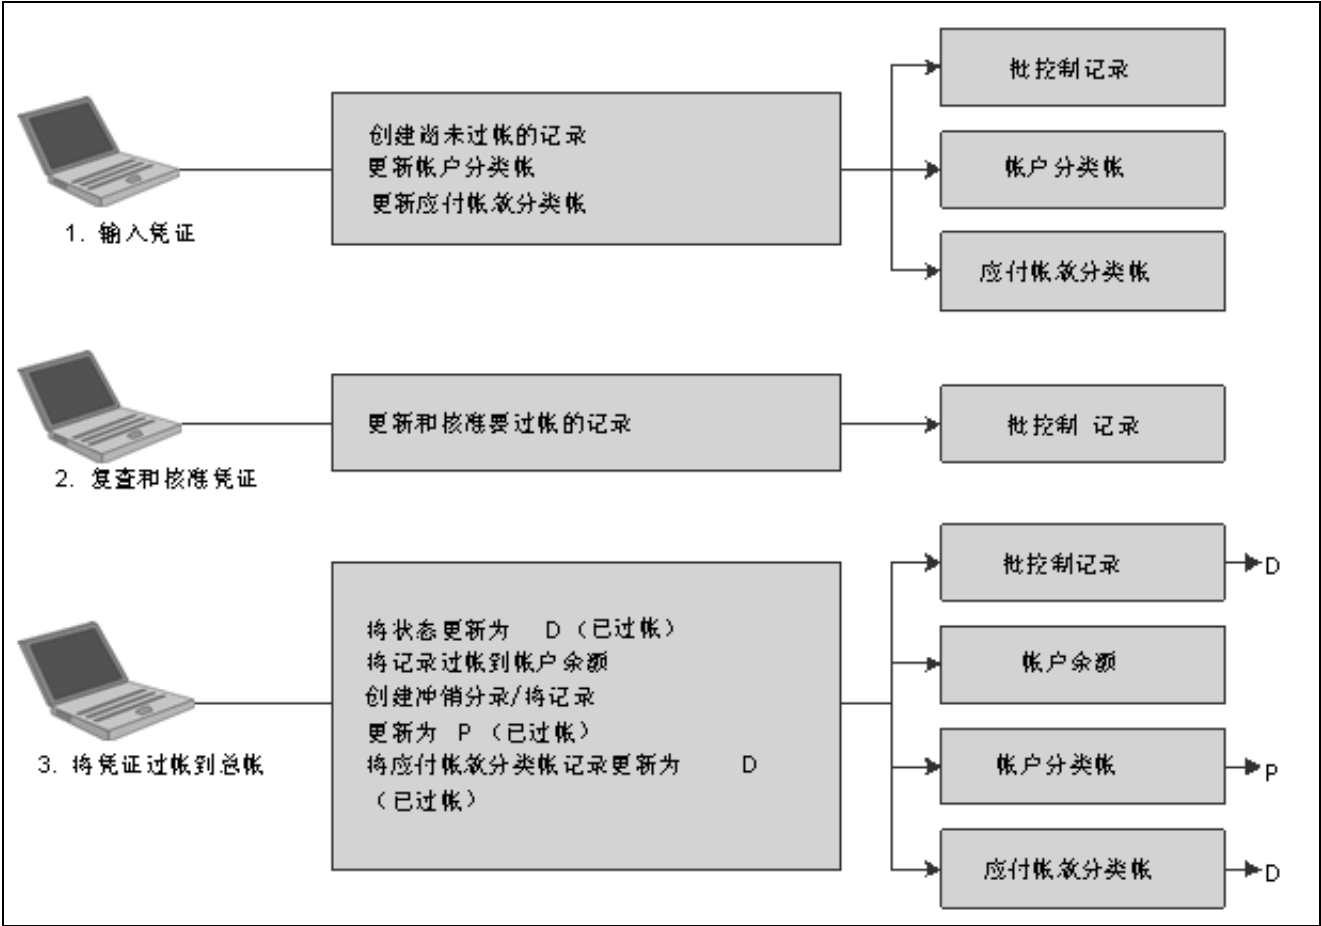 批控制记录
创建尚未过帐的记录
更新帐户分类帐
更新应付帐款分类帐
帐户分类帐
应付帐款分类帐
1. 输入凭证
更新和核准要过帐的记录
批控制 记录
2. 复查和核准凭证
将状态更新为 D（已过帐）
将记录过帐到帐户余额
创建冲销分录/将记录
更新为 P （已过帐）
将应付帐款分类帐记录更新为 D
（已过帐）
批控制记录
D
帐户余额
帐户分类帐
P
应付帐款分类帐
D
3. 将凭证过帐到总帐